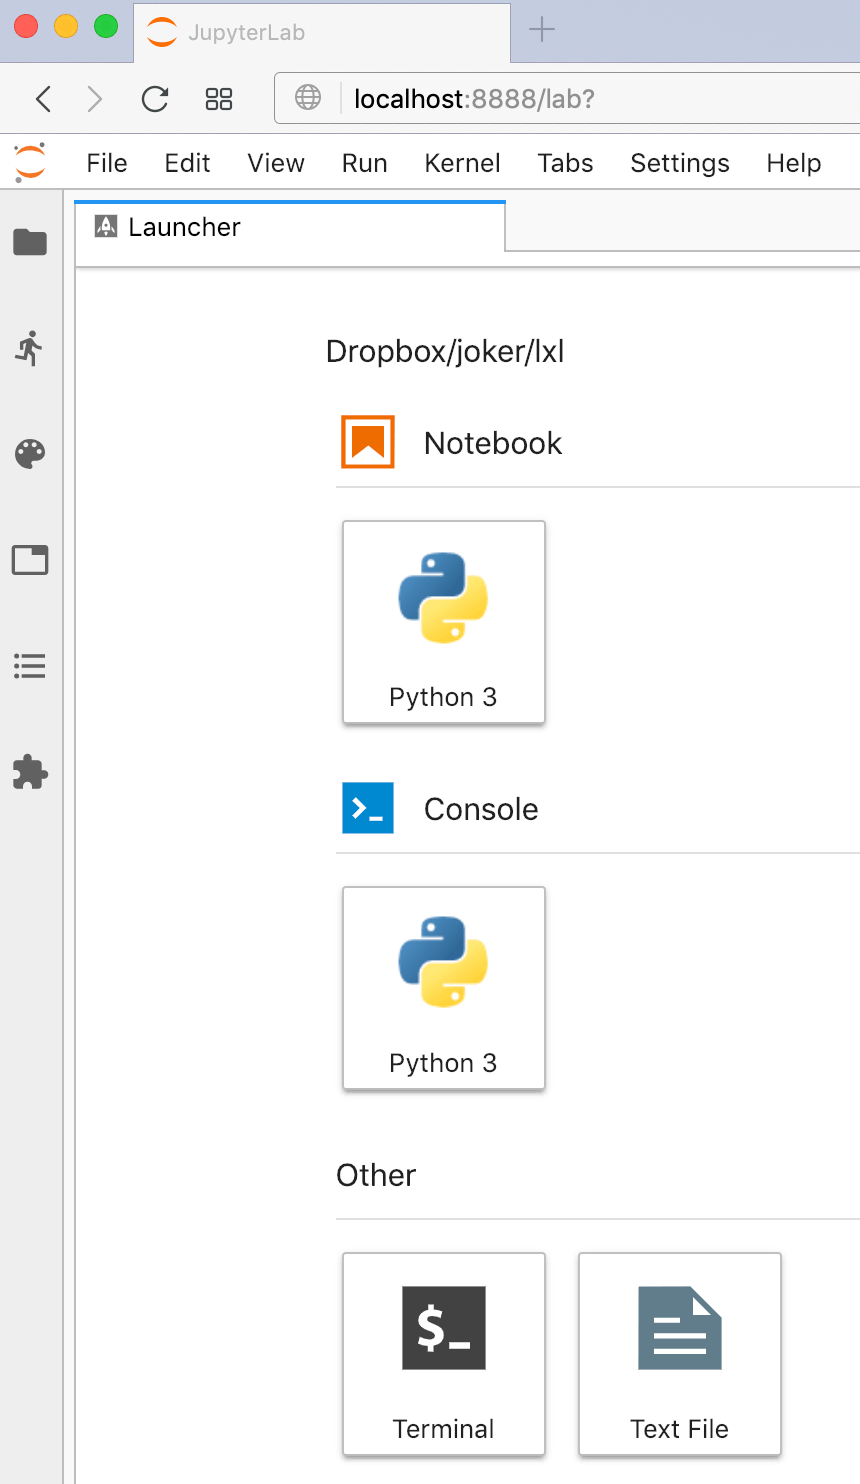 JupyterLab
localhost:8888/lab?
File Edit View Run Kernel Tabs Settings Help
Launcher
Dropbox/joker/lxl
Notebook
Python 3
Console
Python 3
Other
$_
Terminal Text File